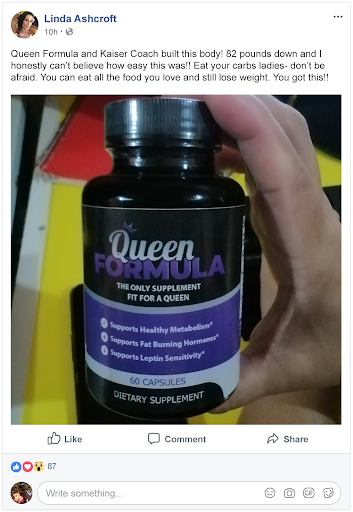 Linda Ashcroft
10h ·
Queen Formula and Kaiser Coach built this body! 82 pounds down and I
honestly can't believe how easy this was!! Eat your carbs ladies- don't be
afraid. You can eat all the food you love and still lose weight. You got this!!
Queen
FORMULA
THE ONLY SUPPLEMENT
FIT FOR A QUEEN
Supports Healthy Metabolism*
Supports Fat Burning Hormones*
Supports Leptin Sensitivity*
60 CAPSULES
DIETARY SUPPLEMENT
Like Comment Share
87
Write something...
GIF